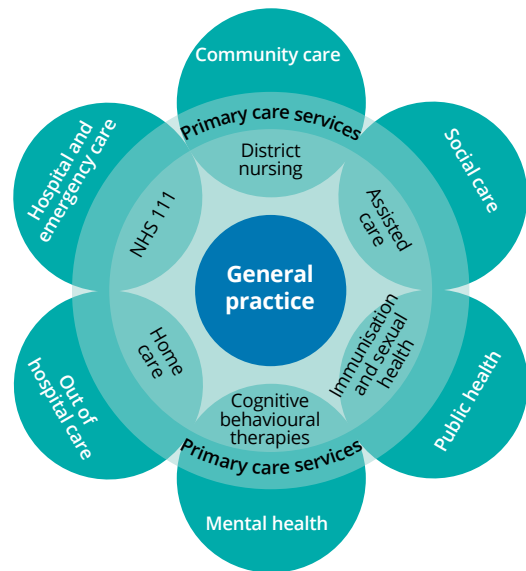 Community care
Primary care services
District
nursing
Hospital and
emergency care
NHS 111
Assisted
care
Social care
General
practice
Home
care
Out of
hospital care
Immunisation
and sexual
health
Public health
Cognitive
behavioural
therapies
Primary care services
Mental health